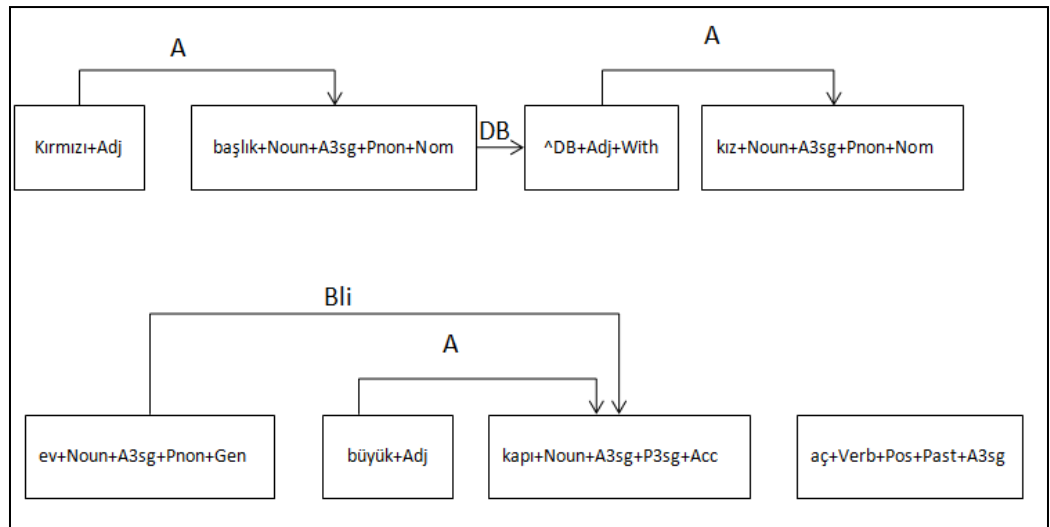 A A
Kırmızı+Adj başlık+Noun+A3sg+Pnon+Nom DB ^DB+Adj+With kız+Noun+A3sg+Pnon+Nom
Bli
A
ev+Noun+A3sg+Pnon+Gen büyük+Adj kapı+Noun+A3sg+P3sg+Acc aç+Verb+Pos+Past+A3sg